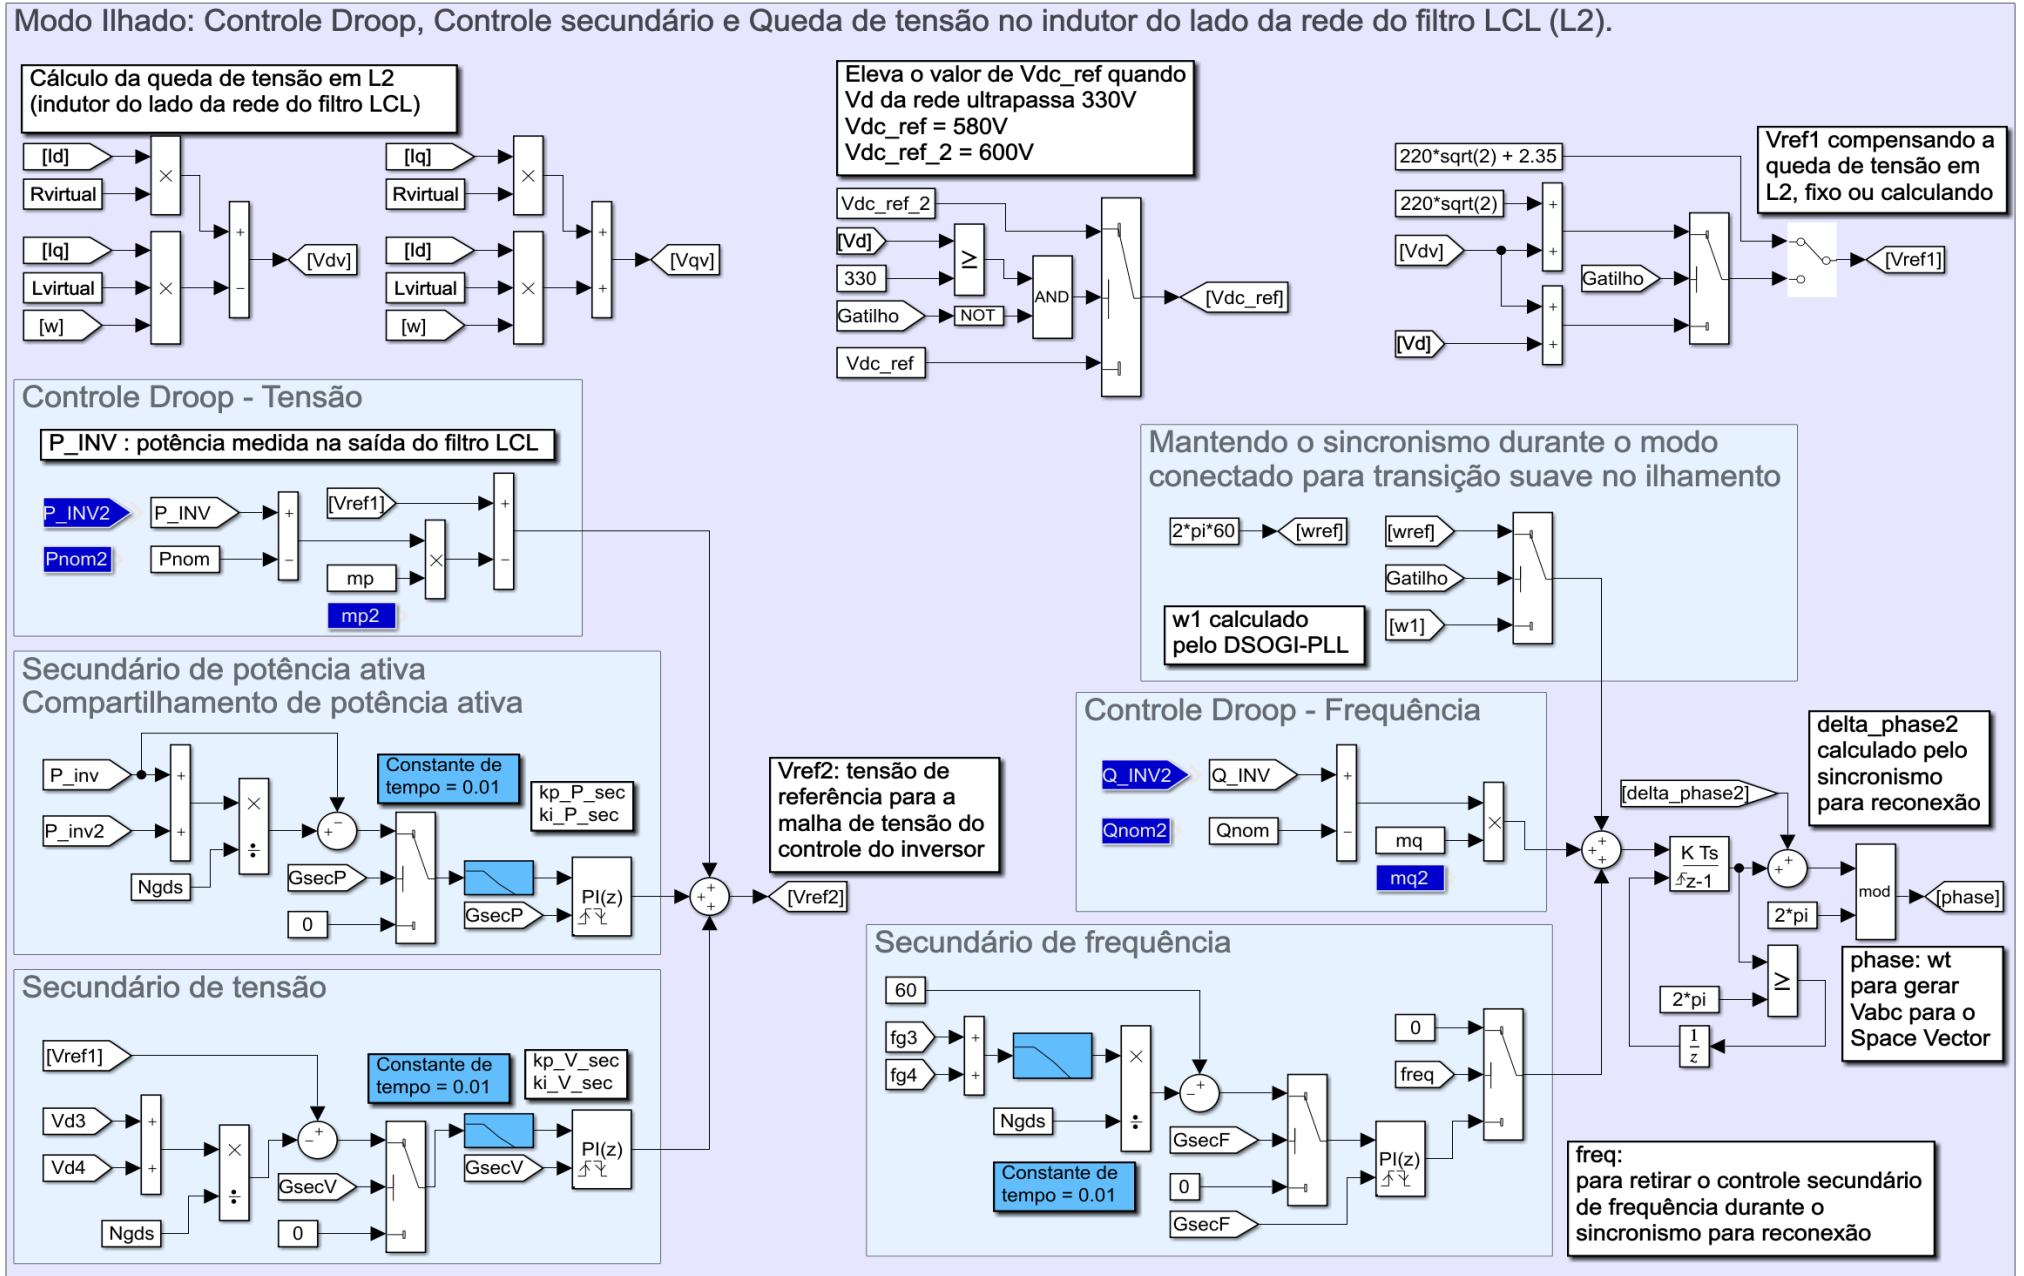 Modo Ilhado: Controle Droop, Controle secundário e Queda de tensão no indutor do lado da rede do filtro LCL (L2).
Cálculo da queda de tensão em L2
(indutor do lado da rede do filtro LCL)
[Id]
Rvirtual
×
[Iq]
Lvirtual
[w]
×
+
−
[Vdv]
[Iq]
Rvirtual
×
[Id]
Lvirtual
[w]
×
+
+
[Vqv]
Eleva o valor de Vdc_ref quando
Vd da rede ultrapassa 330V
Vdc_ref = 580V
Vdc_ref_2 = 600V
Vdc_ref_2
[Vd]
330
≥
Gatilho
NOT
AND
Vdc_ref
[Vdc_ref]
Vref1 compensando a
queda de tensão em
L2, fixo ou calculando
220*sqrt(2) + 2.35
220*sqrt(2)
+
+
[Vdv]
Gatilho
+
+
[Vd]
[Vref1]
Controle Droop - Tensão
P_INV : potência medida na saída do filtro LCL
P_INV2
P_INV
Pnom2
Pnom
+
−
[Vref1]
×
mp
mp2
+
−
Mantendo o sincronismo durante o modo
conectado para transição suave no ilhamento
2*pi*60
[wref]
[wref]
Gatilho
[w1]
w1 calculado
pelo DSOGI-PLL
Secundário de potência ativa
Compartilhamento de potência ativa
P_inv
P_inv2
+
+
×
÷
Ngds
+
−
Constante de
tempo = 0.01
kp_P_sec
ki_P_sec
GsecP
0
GsecP
PI(z)
Vref2: tensão de
referência para a
malha de tensão do
controle do inversor
+
+
+
[Vref2]
Controle Droop - Frequência
Q_INV2
Q_INV
Qnom2
Qnom
+
−
×
mq
mq2
+
+
+
delta_phase2
calculado pelo
sincronismo
para reconexão
[delta_phase2]
K Ts
z-1
+
+
2*pi
mod
[phase]
2*pi
≥
1
z
phase: wt
para gerar
Vabc para o
Space Vector
Secundário de tensão
[Vref1]
Vd3
Vd4
+
+
×
÷
Ngds
−
+
Constante de
tempo = 0.01
kp_V_sec
ki_V_sec
GsecV
0
GsecV
PI(z)
Secundário de frequência
60
fg3
fg4
+
+
×
÷
Ngds
Constante de
tempo = 0.01
−
+
GsecF
0
GsecF
PI(z)
0
freq
freq:
para retirar o controle secundário
de frequência durante o
sincronismo para reconexão